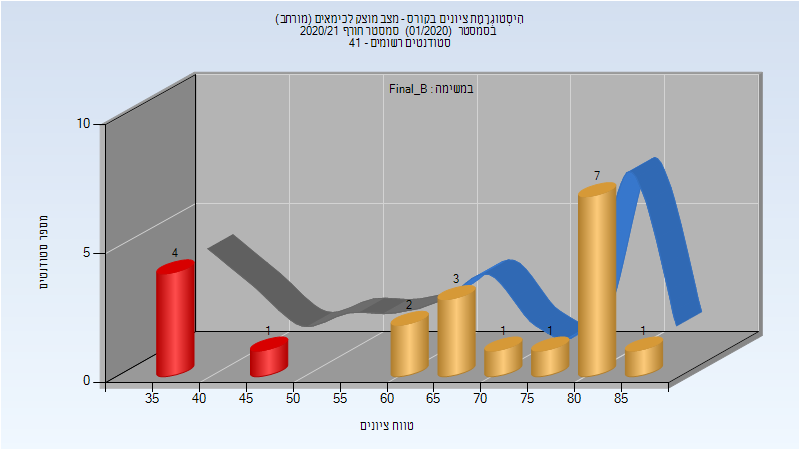 הִיסְטוֹגְרָמַת ציונים בקורס - מצב מוצק לכימאים (מורחב)
בסמסטר (01/2020) סמסטר חורף 2020/21
סטודנטים רשומים - 41
במשימה : Final_B
מספר סטודנטים
10
5
0
4
1
2
3
1
1
7
1
35 40 45 50 55 60 65 70 75 80 85
טווח ציונים